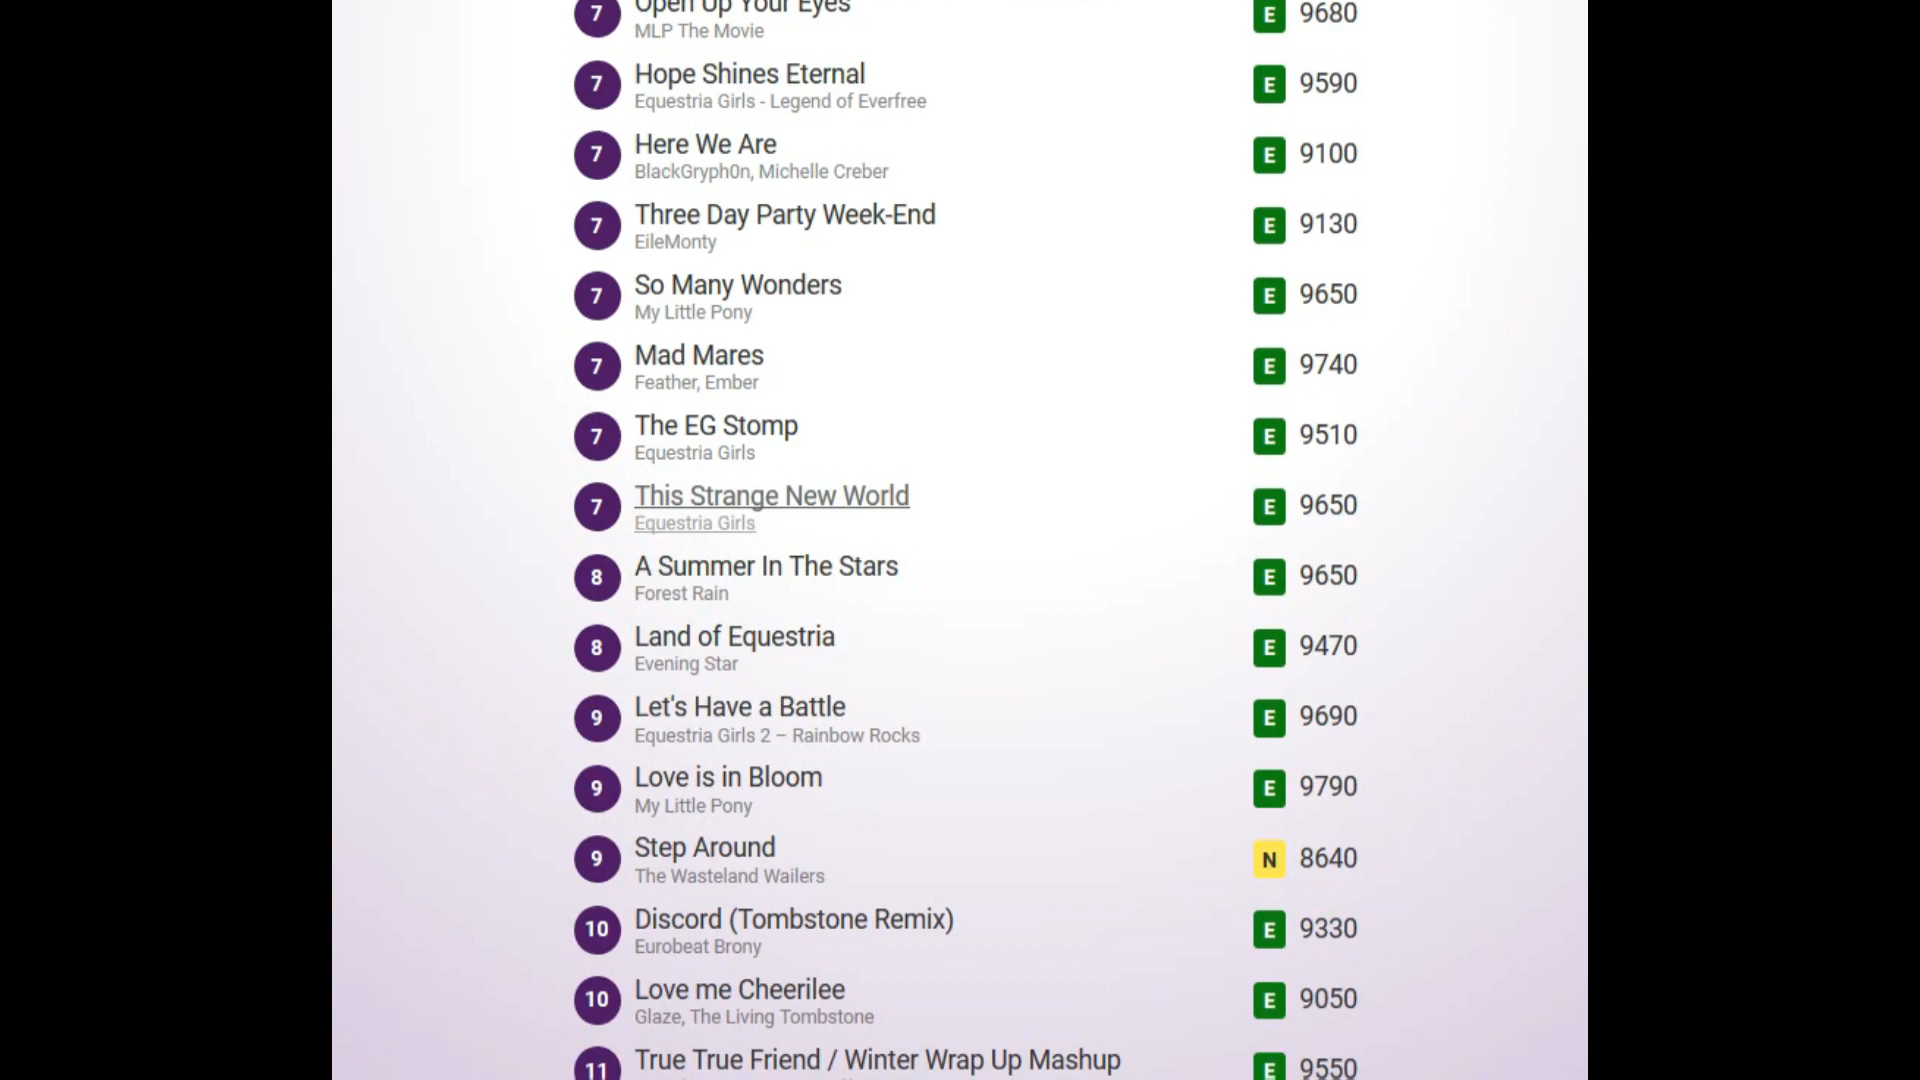 7 Open Up Your Eyes E 9680
MLP The Movie
7 Hope Shines Eternal E 9590
Equestria Girls - Legend of Everfree
7 Here We Are E 9100
BlackGryph0n, Michelle Creber
7 Three Day Party Week-End E 9130
EileMonty
7 So Many Wonders E 9650
My Little Pony
7 Mad Mares E 9740
Feather, Ember
7 The EG Stomp E 9510
Equestria Girls
7 This Strange New World E 9650
Equestria Girls
8 A Summer In The Stars E 9650
Forest Rain
8 Land of Equestria E 9470
Evening Star
9 Let's Have a Battle E 9690
Equestria Girls 2 – Rainbow Rocks
9 Love is in Bloom E 9790
My Little Pony
9 Step Around N 8640
The Wasteland Wailers
10 Discord (Tombstone Remix) E 9330
Eurobeat Brony
10 Love me Cheerilee E 9050
Glaze, The Living Tombstone
11 True True Friend / Winter Wrap Up Mashup E 9550